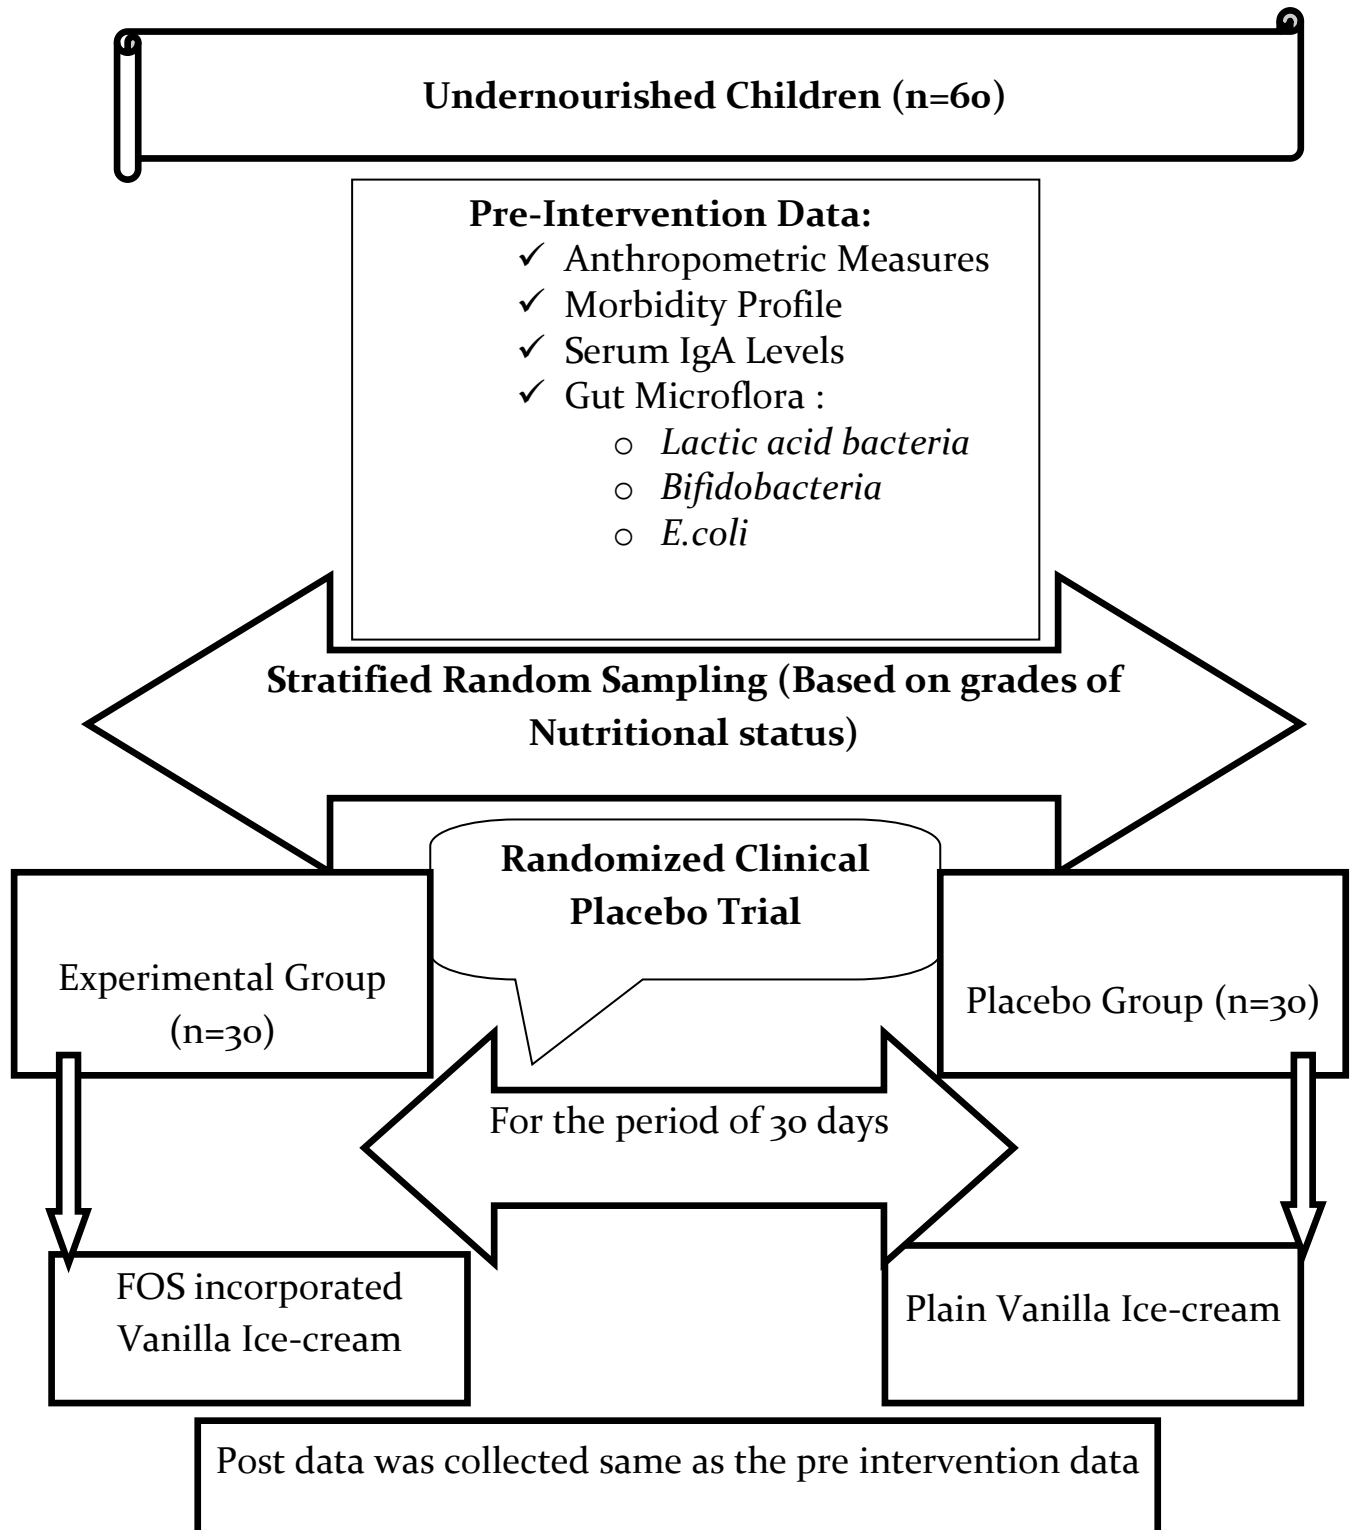 Undernourished Children (n=60)
Pre-Intervention Data:
✓ Anthropometric Measures
✓ Morbidity Profile
✓ Serum IgA Levels
✓ Gut Microflora :
o Lactic acid bacteria
o Bifidobacteria
o E.coli
Stratified Random Sampling (Based on grades of
Nutritional status)
Randomized Clinical
Placebo Trial
Experimental Group
(n=30)
Placebo Group (n=30)
For the period of 30 days
FOS incorporated
Vanilla Ice-cream
Plain Vanilla Ice-cream
Post data was collected same as the pre intervention data